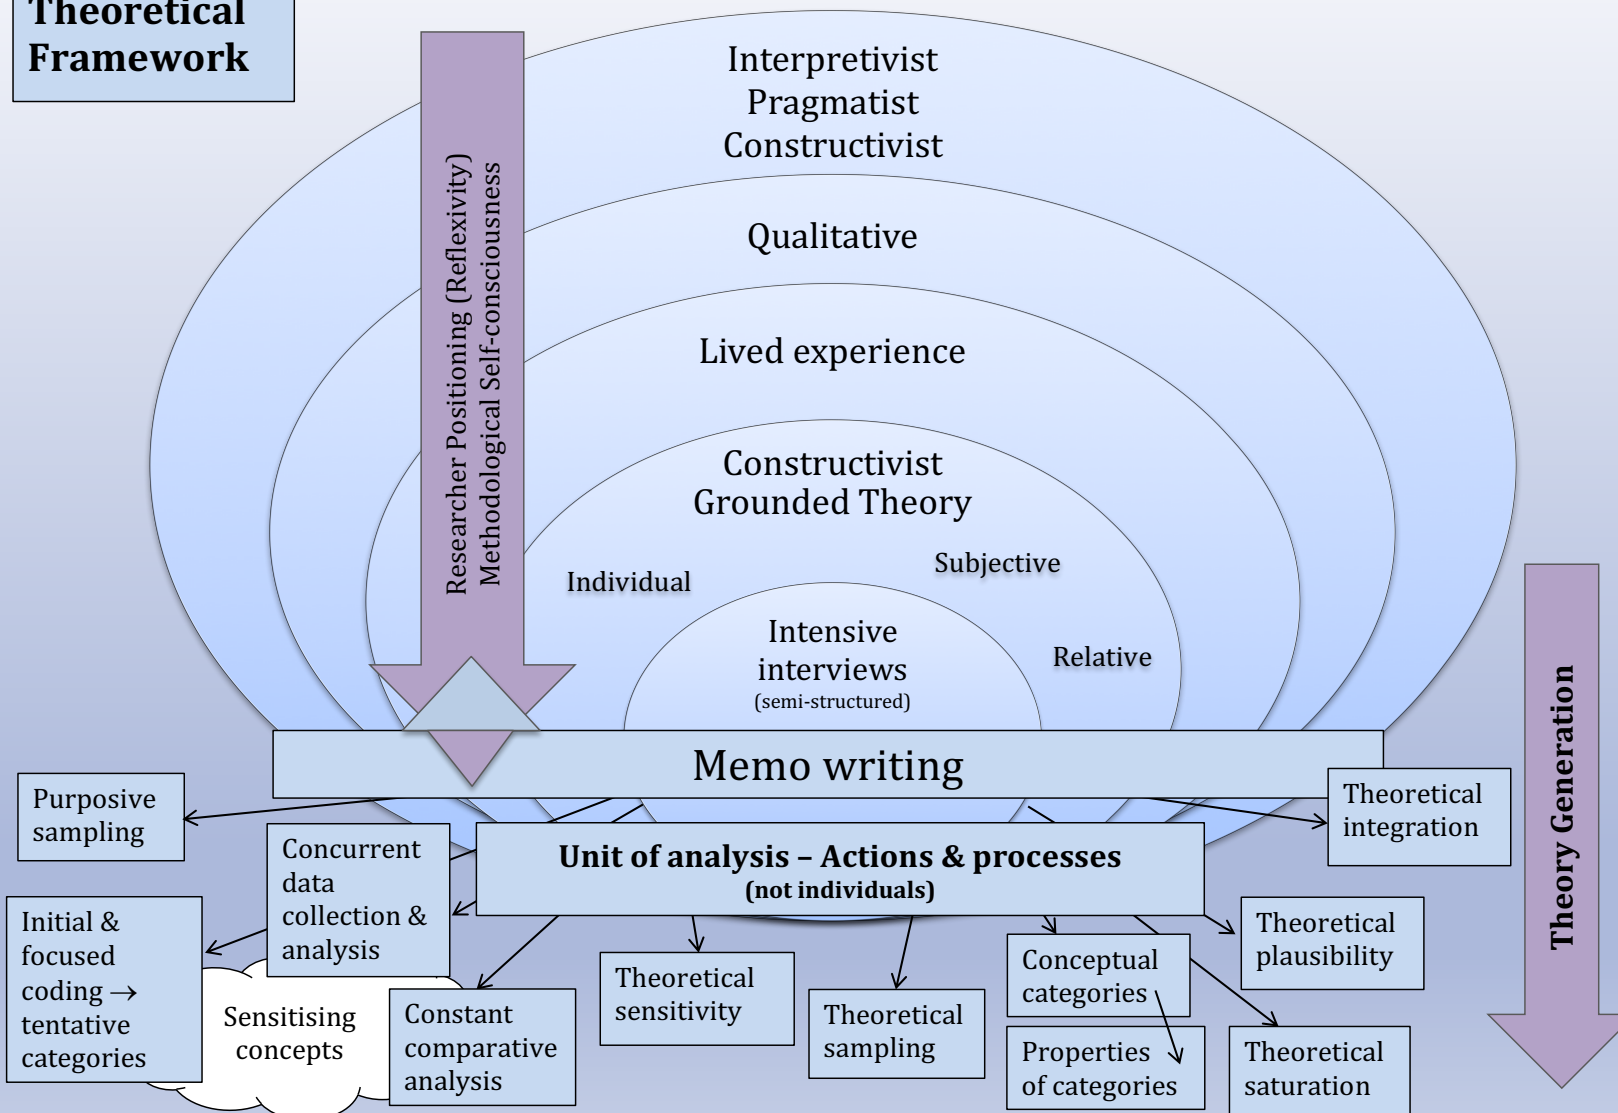 Theoretical
Framework
Interpretivist
Pragmatist
Constructivist
Qualitative
Lived experience
Constructivist
Grounded Theory
Individual
Subjective
Relative
Intensive
interviews
(semi-structured)
Researcher Positioning (Reflexivity)
Methodological Self-consciousness
Memo writing
Unit of analysis – Actions & processes
(not individuals)
Purposive
sampling
Concurrent
data
collection &
analysis
Initial &
focused
coding →
tentative
categories
Sensitising
concepts
Constant
comparative
analysis
Theoretical
sensitivity
Theoretical
sampling
Conceptual
categories
Properties
of categories
Theoretical
saturation
Theoretical
plausibility
Theoretical
integration
Theory Generation